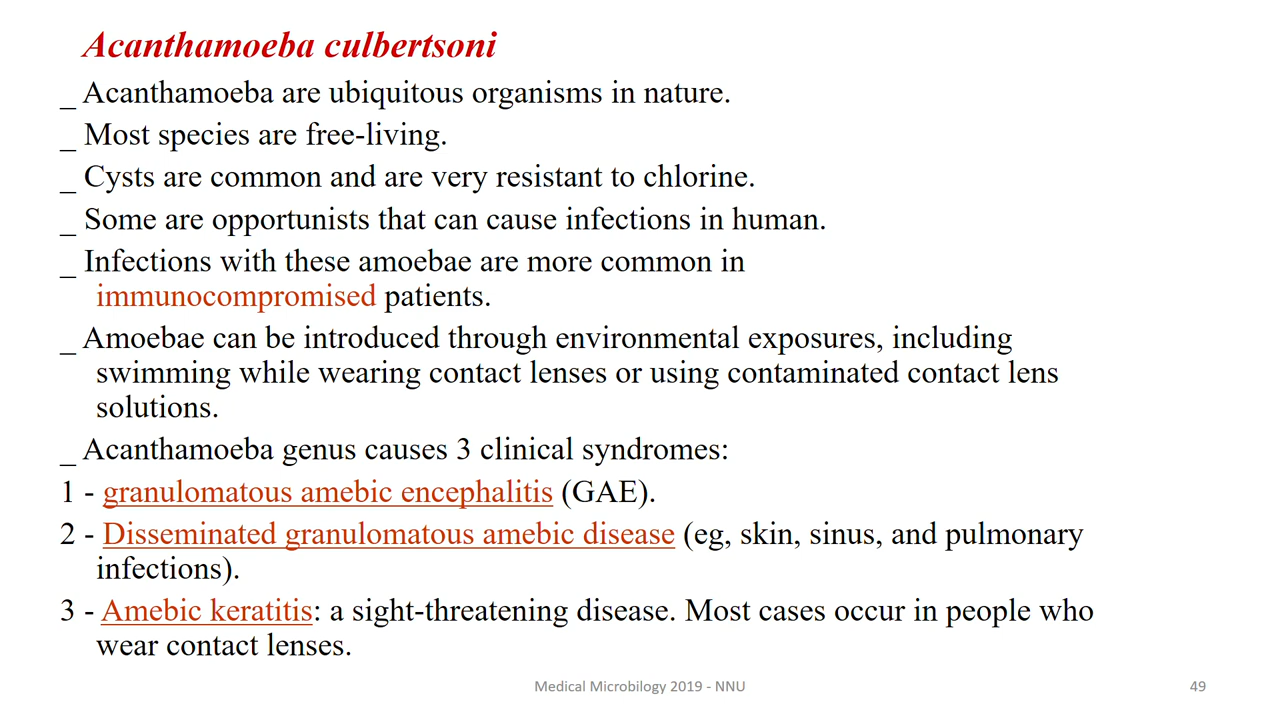 Acanthamoeba culbertsoni
_ Acanthamoeba are ubiquitous organisms in nature.
_ Most species are free-living.
_ Cysts are common and are very resistant to chlorine.
_ Some are opportunists that can cause infections in human.
_ Infections with these amoebae are more common in
immunocompromised patients.
_ Amoebae can be introduced through environmental exposures, including
swimming while wearing contact lenses or using contaminated contact lens
solutions.
_ Acanthamoeba genus causes 3 clinical syndromes:
1 - granulomatous amebic encephalitis (GAE).
2 - Disseminated granulomatous amebic disease (eg, skin, sinus, and pulmonary
infections).
3 - Amebic keratitis: a sight-threatening disease. Most cases occur in people who
wear contact lenses.
Medical Microbilogy 2019 - NNU
49